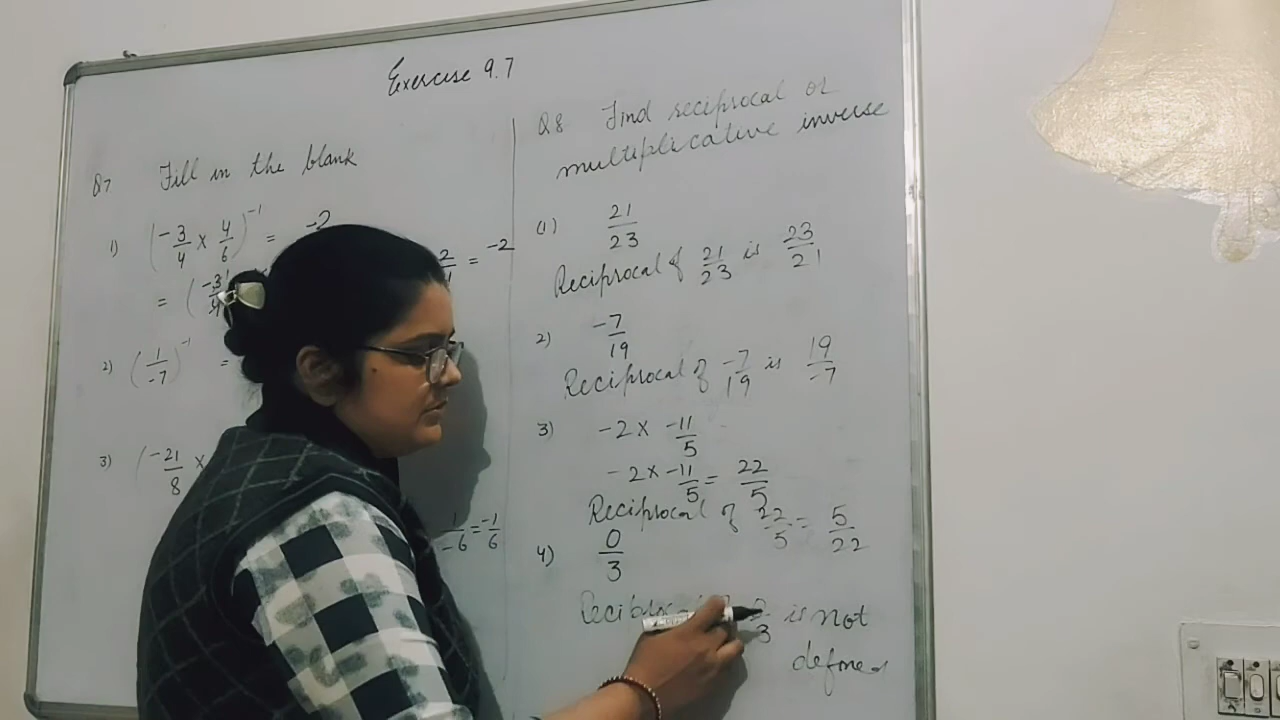 Exercise 9.7
Q7 Fill in the blank
1) (-3/4 × 4/6)^-1 = -2
= (-3/4 2/1 = -2
2) (1/-7)^-1 =
3) (-21/8 ×
1/-6 = -1/6
Q8 Find reciprocal or
multiplicative inverse
(1) 21/23
Reciprocal of 21/23 is 23/21
2) -7/19
Reciprocal of -7/19 is 19/-7
3) -2 × -11/5
-2 × -11/5 = 22/5
Reciprocal of 22/5 = 5/22
4) 0/3
Reciprocal 0/3 is not
defined